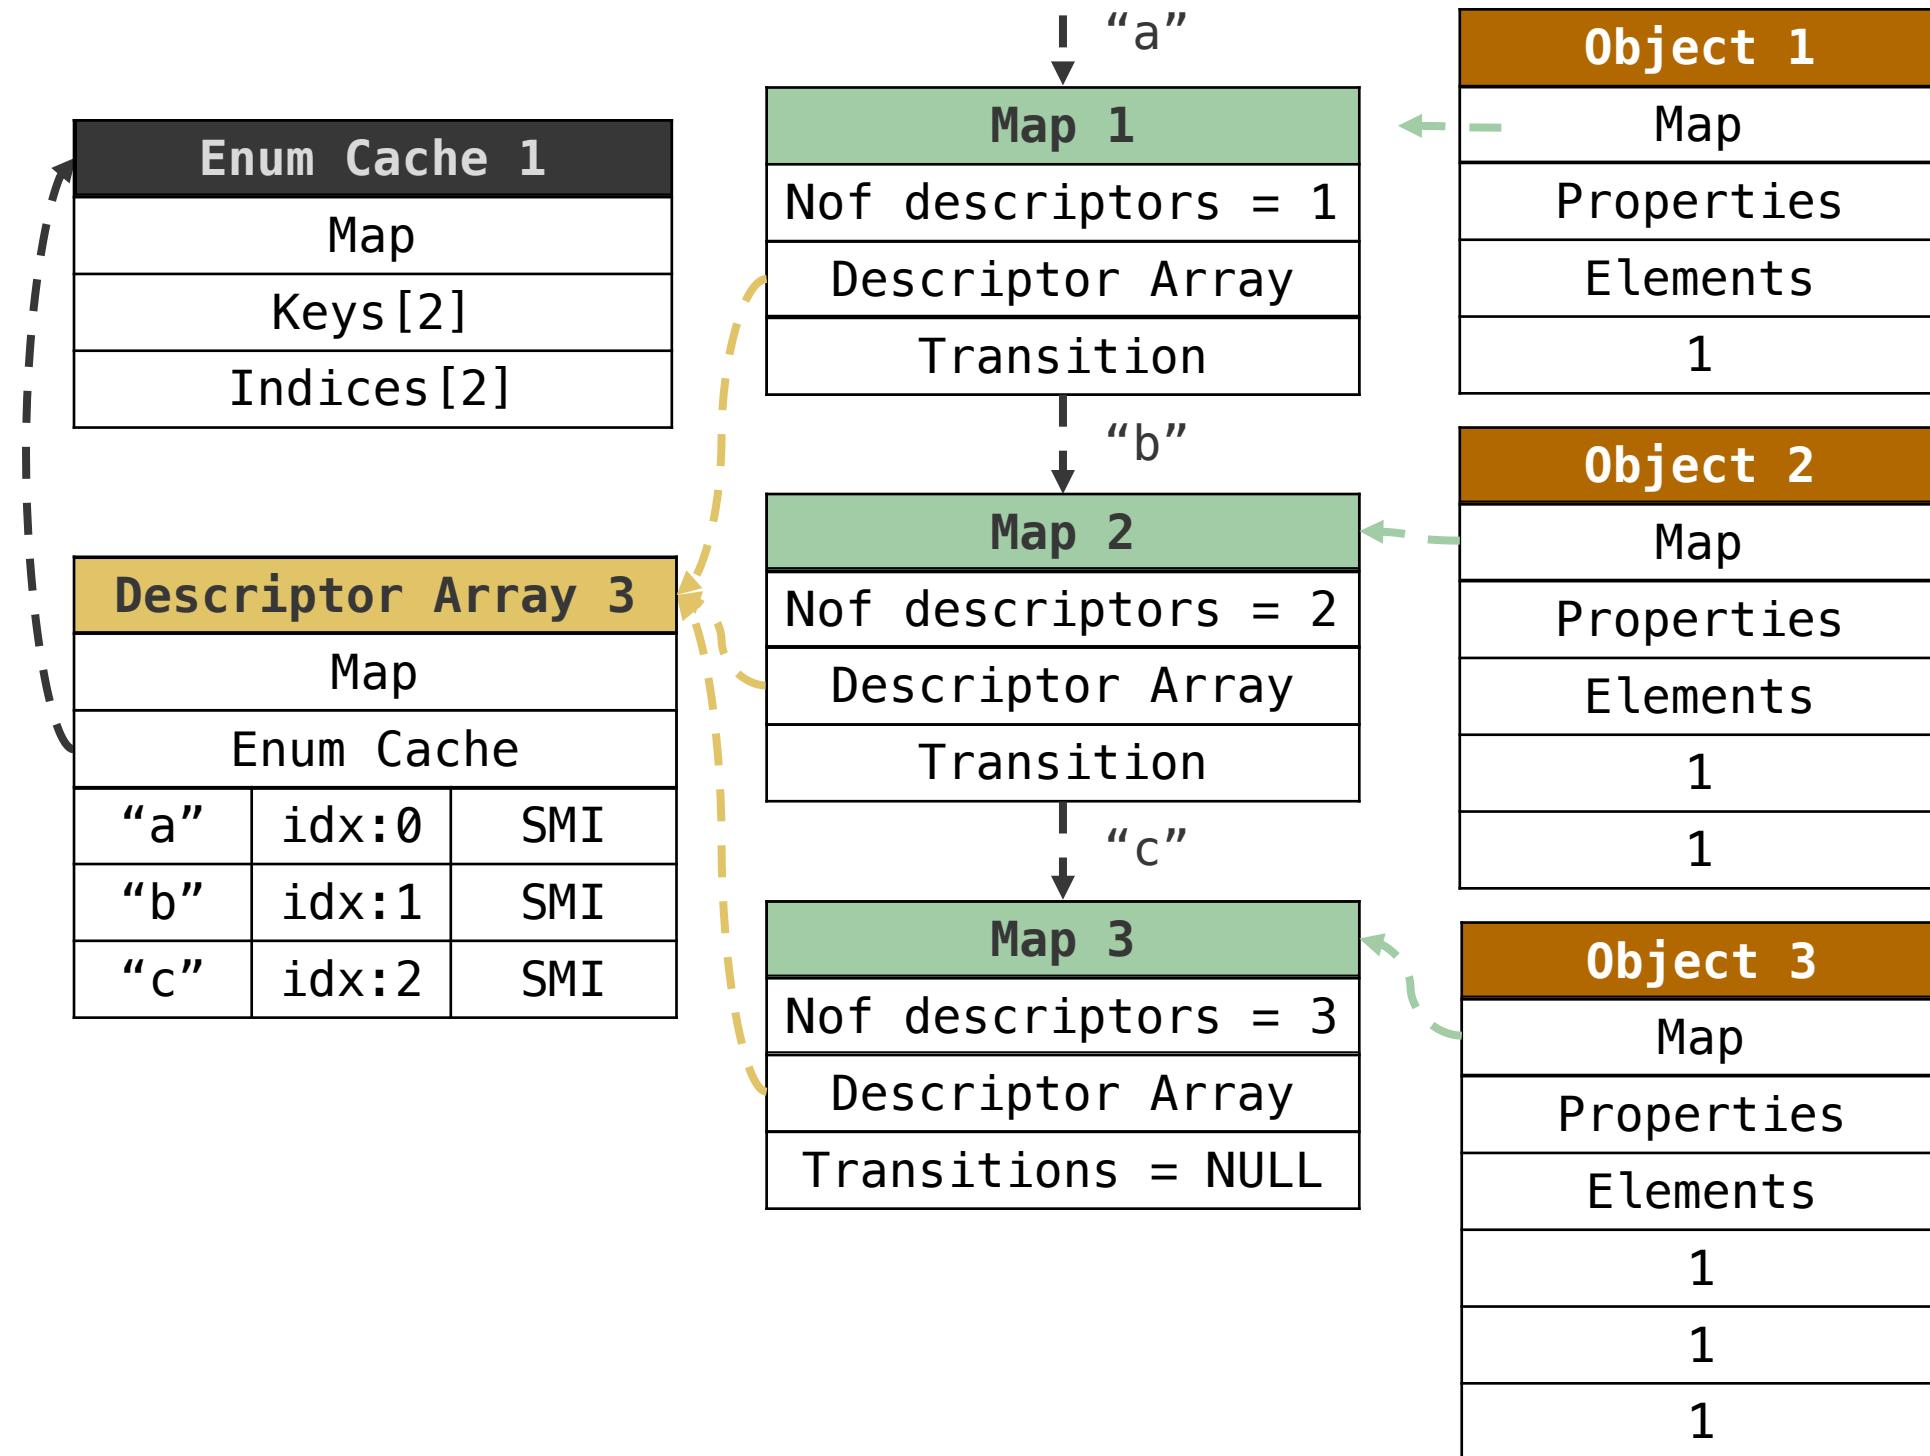 Enum Cache 1
Map
Keys[2]
Indices[2]
Descriptor Array 3
Map
Enum Cache
“a” idx:0 SMI
“b” idx:1 SMI
“c” idx:2 SMI
“a”
Map 1
Nof descriptors = 1
Descriptor Array
Transition
“b”
Map 2
Nof descriptors = 2
Descriptor Array
Transition
“c”
Map 3
Nof descriptors = 3
Descriptor Array
Transitions = NULL
Object 1
Map
Properties
Elements
1
Object 2
Map
Properties
Elements
1
1
Object 3
Map
Properties
Elements
1
1
1